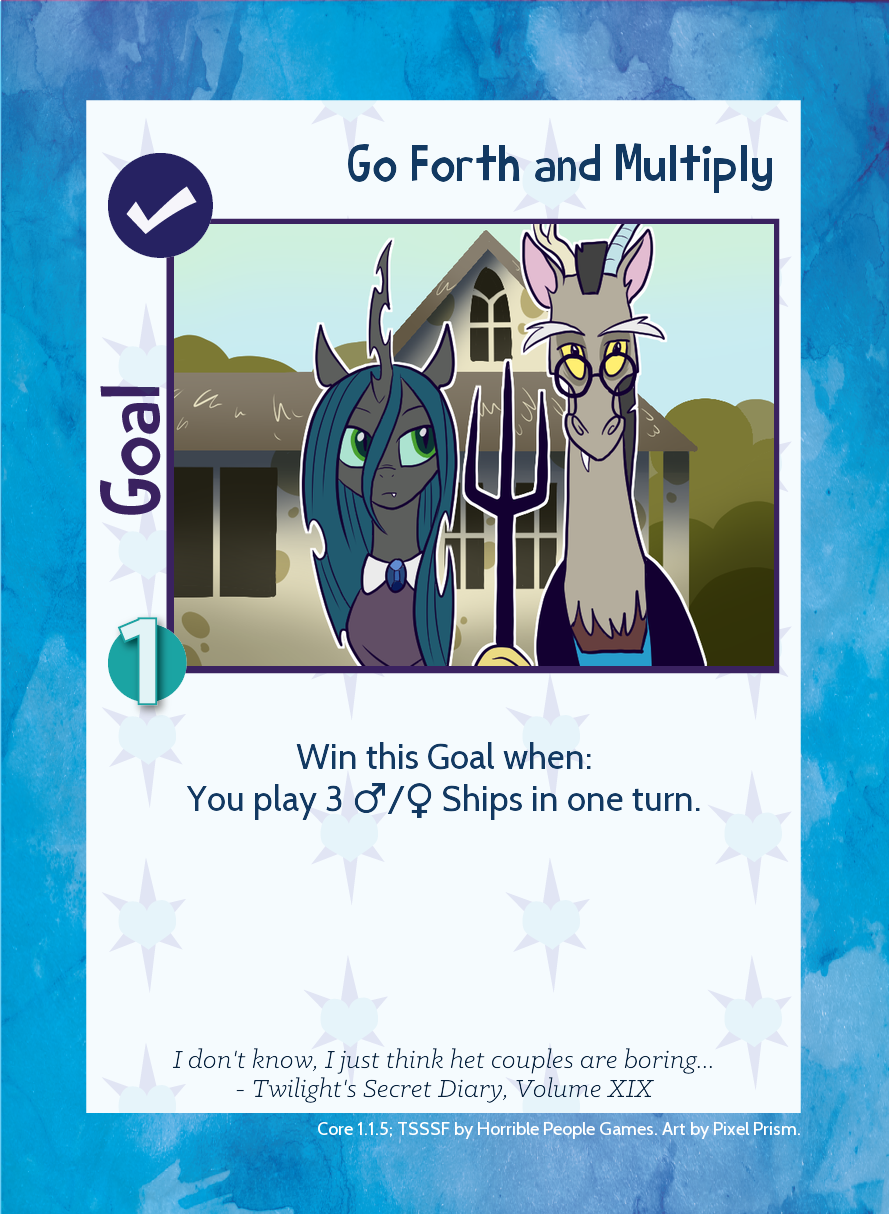 Go Forth and Multiply
Goal
1
Win this Goal when:
You play 3 ♂/♀ Ships in one turn.
I don't know, I just think het couples are boring...
- Twilight's Secret Diary, Volume XIX
Core 1.1.5; TSSSF by Horrible People Games. Art by Pixel Prism.